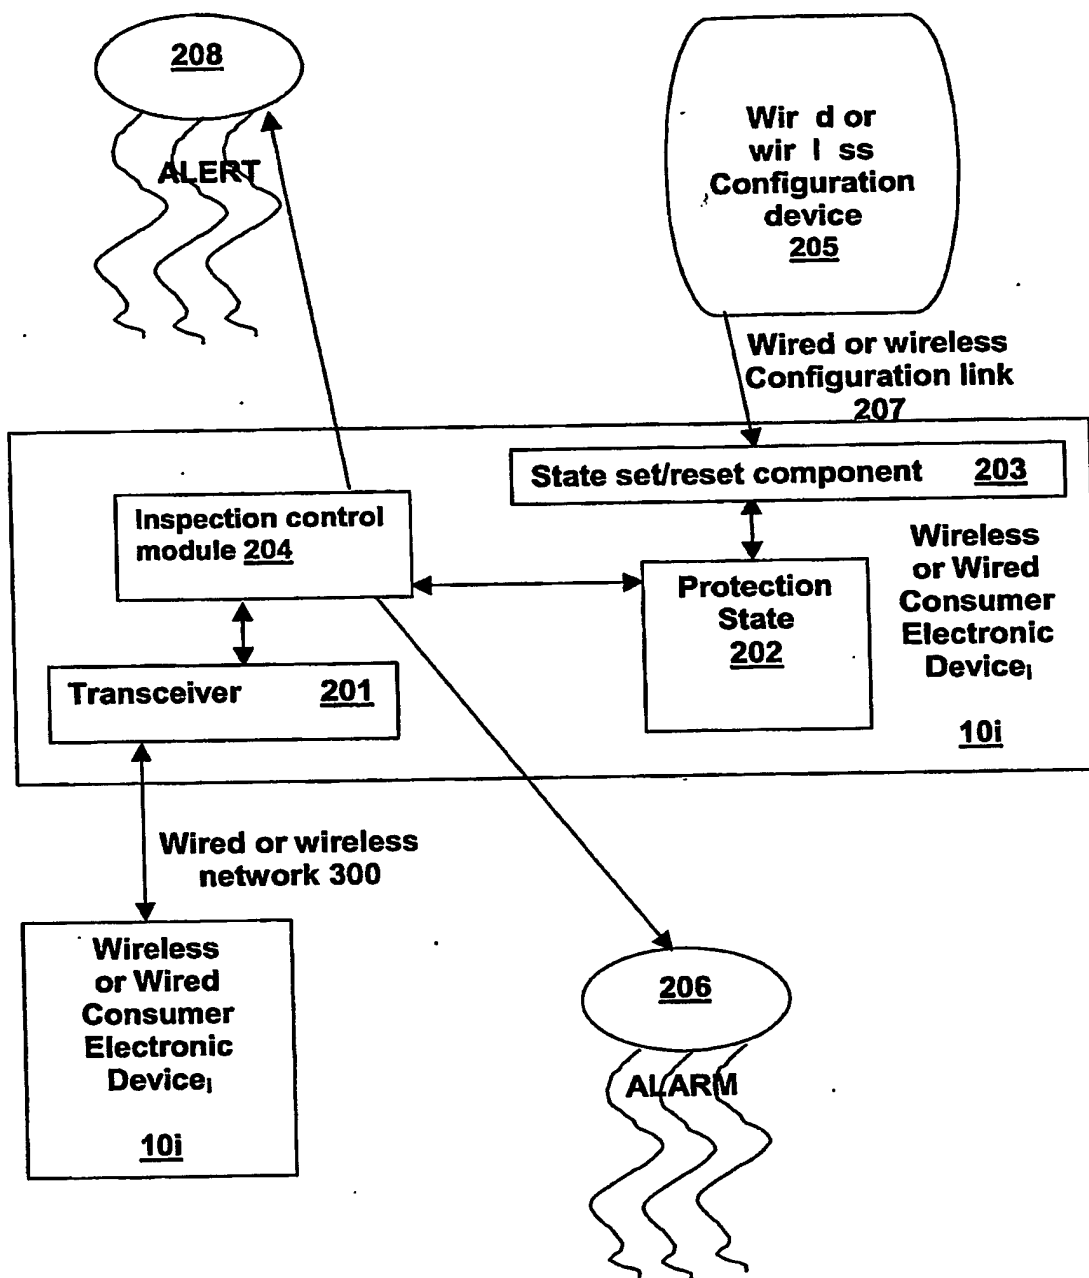 208
ALERT
Wir d or
wir l ss
Configuration
device
205
Wired or wireless
Configuration link
207
State set/reset component 203
Inspection control
module 204
Wireless
or Wired
Consumer
Electronic
Devicei
10i
Protection
State
202
Transceiver 201
Wired or wireless
network 300
Wireless
or Wired
Consumer
Electronic
Devicei
10i
206
ALARM